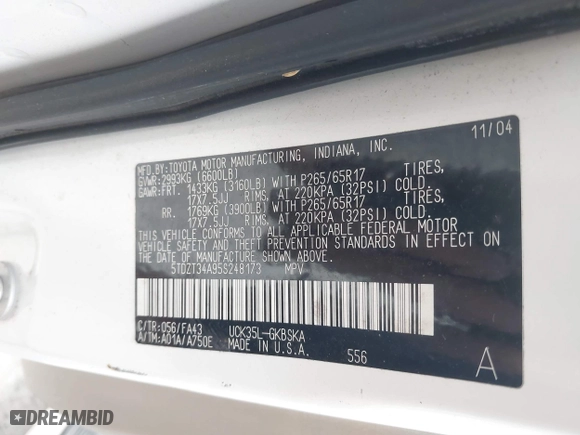 11/04
MFD.BY:TOYOTA MOTOR MANUFACTURING, INDIANA, INC.
GVWR:2993KG (6600LB)
GAWR:FRT. 1433KG (3160LB) WITH P265/65R17 TIRES,
17X7.5JJ RIMS, AT 220KPA (32PSI) COLD.
RR. 1769KG (3900LB) WITH P265/65R17 TIRES,
17X7.5JJ RIMS, AT 220KPA (32PSI) COLD.
THIS VEHICLE CONFORMS TO ALL APPLICABLE FEDERAL MOTOR
VEHICLE SAFETY AND THEFT PREVENTION STANDARDS IN EFFECT ON
THE DATE OF MANUFACTURE SHOWN ABOVE.
5TDZT34A95S248173 MPV
C/TR:056/FA43 UCK35L-GKBSKA
A/TM:A01A/A750E MADE IN U.S.A.
556
A
DREAMBID